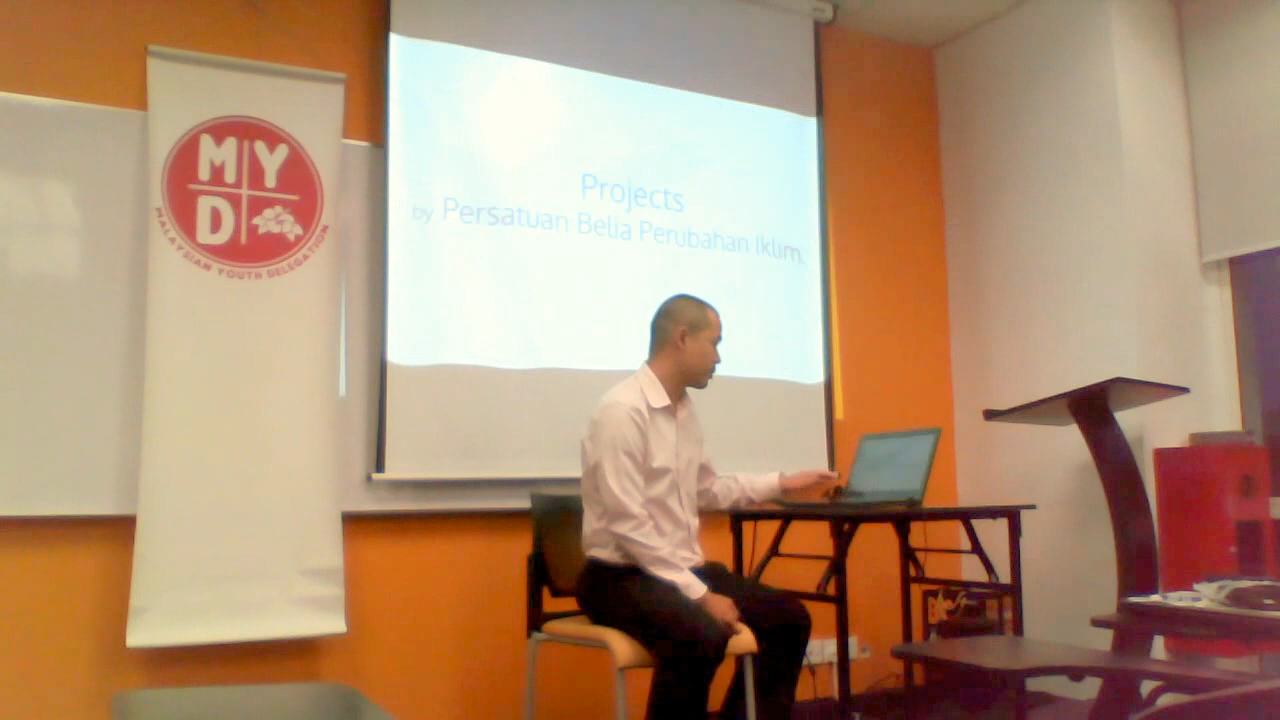 M Y
D
MALAYSIAN YOUTH DELEGATION
Projects
by Persatuan Belia Perubahan Iklim.